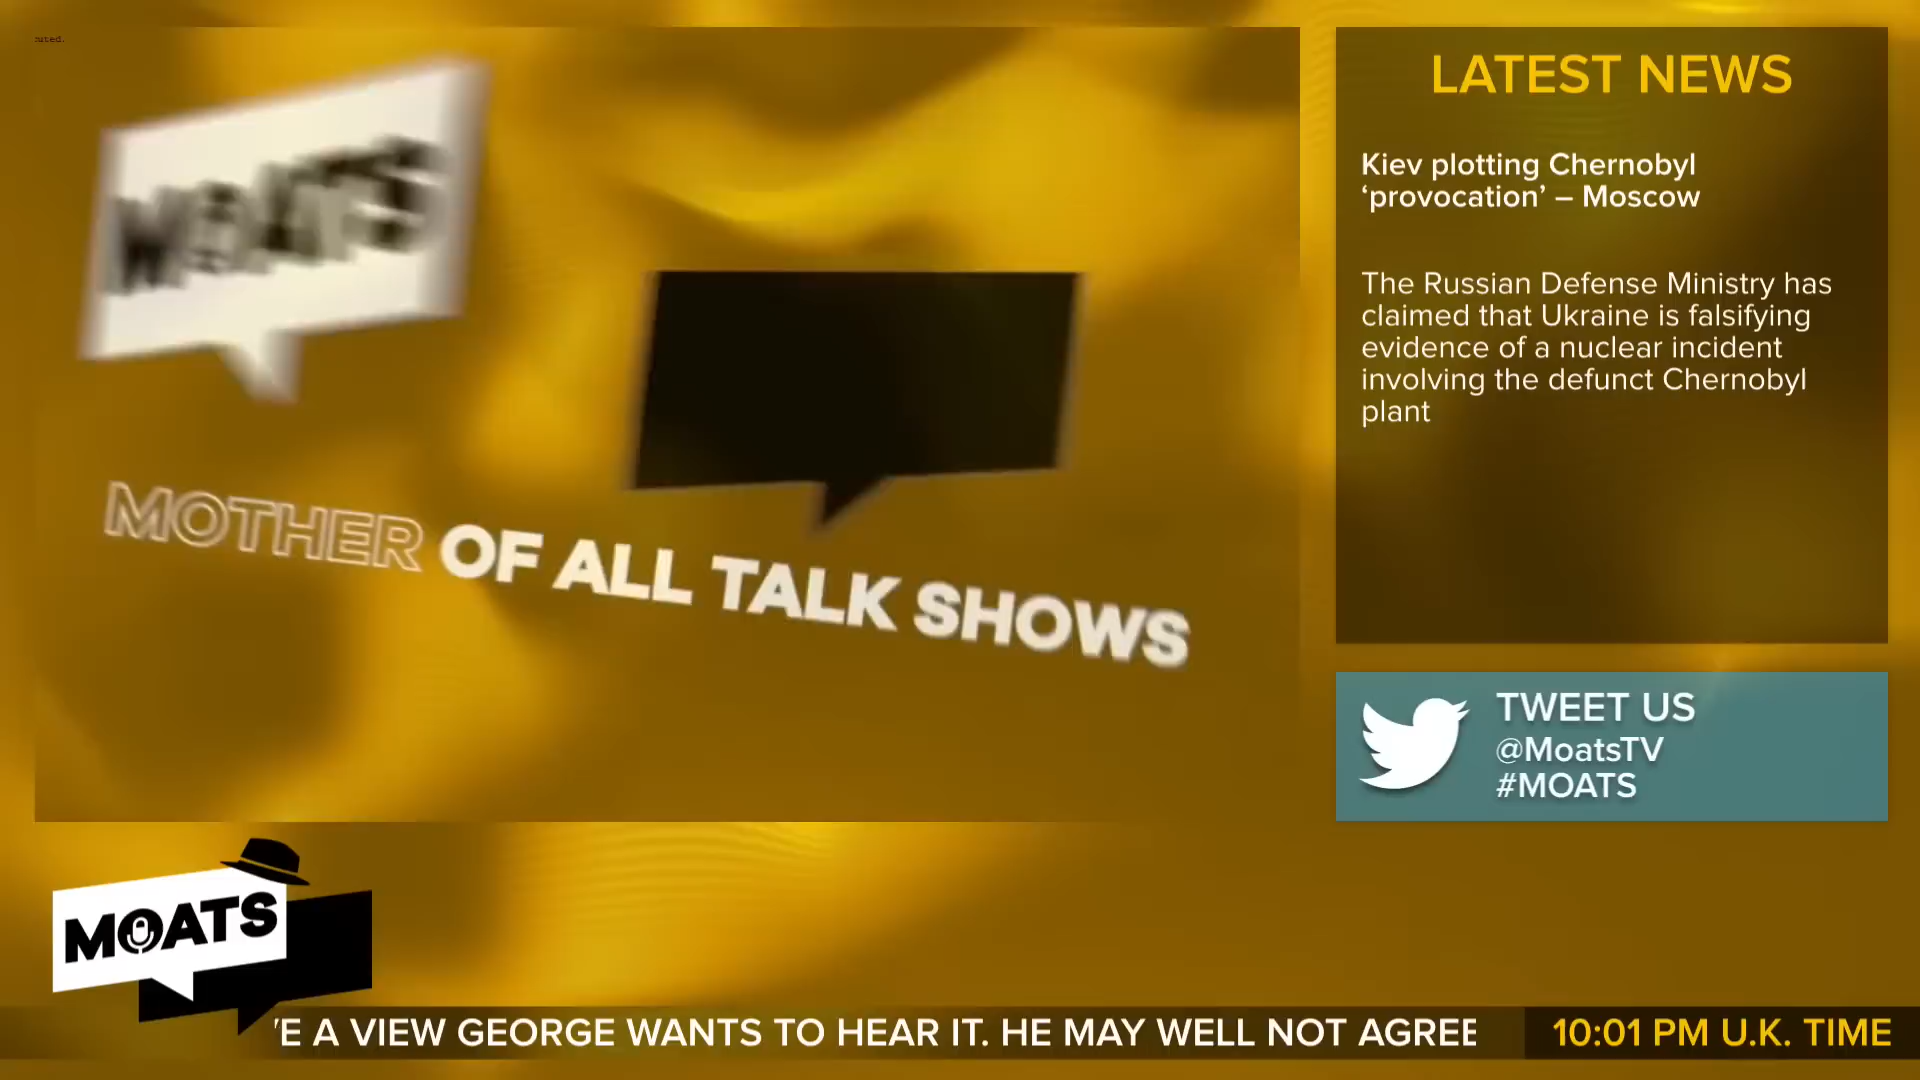 MOATS
MOTHER OF ALL TALK SHOWS
LATEST NEWS
Kiev plotting Chernobyl
‘provocation’ – Moscow
The Russian Defense Ministry has
claimed that Ukraine is falsifying
evidence of a nuclear incident
involving the defunct Chernobyl
plant
TWEET US
@MoatsTV
#MOATS
MOATS
E A VIEW GEORGE WANTS TO HEAR IT. HE MAY WELL NOT AGREE
10:01 PM U.K. TIME